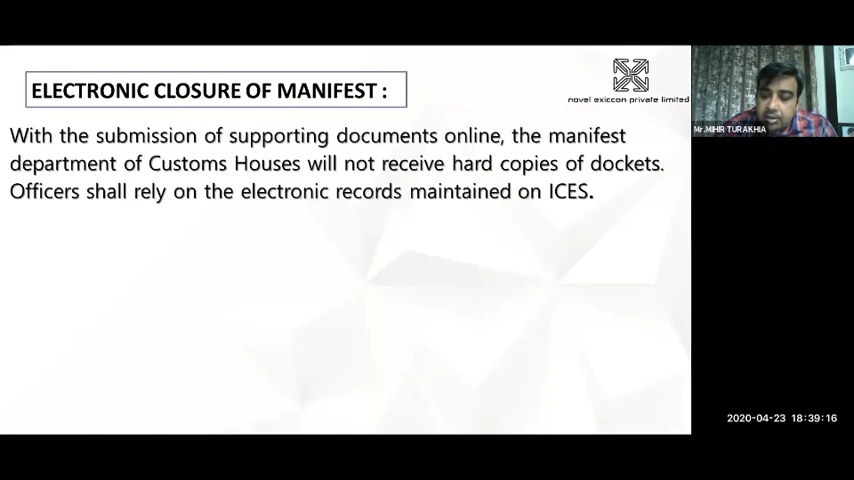 ELECTRONIC CLOSURE OF MANIFEST :
novel exiccon private limited
With the submission of supporting documents online, the manifest
department of Customs Houses will not receive hard copies of dockets.
Officers shall rely on the electronic records maintained on ICES.
Mr.MIHIR TURAKHIA
2020-04-23 18:39:16